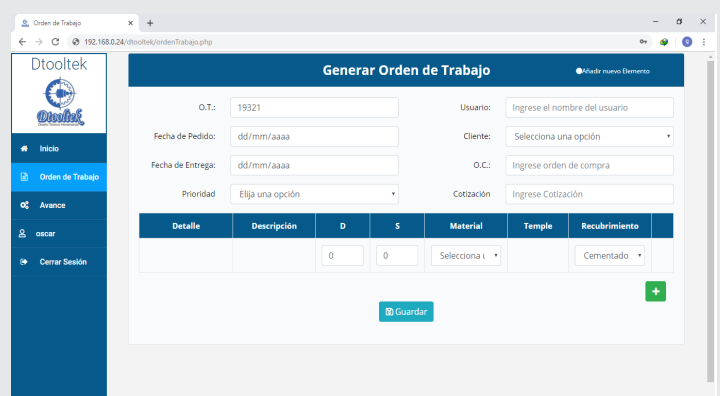 Orden de Trabajo
192.168.0.24/dtooltek/ordenTrabajo.php
Dtooltek
Dtooltek
Inicio
Orden de Trabajo
Avance
oscar
Cerrar Sesión
Generar Orden de Trabajo
Añadir nuevo Elemento
O.T.: 19321 Usuario: Ingrese el nombre del usuario
Fecha de Pedido: dd/mm/aaaa Cliente: Selecciona una opción
Fecha de Entrega: dd/mm/aaaa O.C.: Ingrese orden de compra
Prioridad Elija una opción Cotización Ingrese Cotización
Detalle Descripción D S Material Temple Recubrimiento
0 0 Selecciona u Cementado
+
Guardar